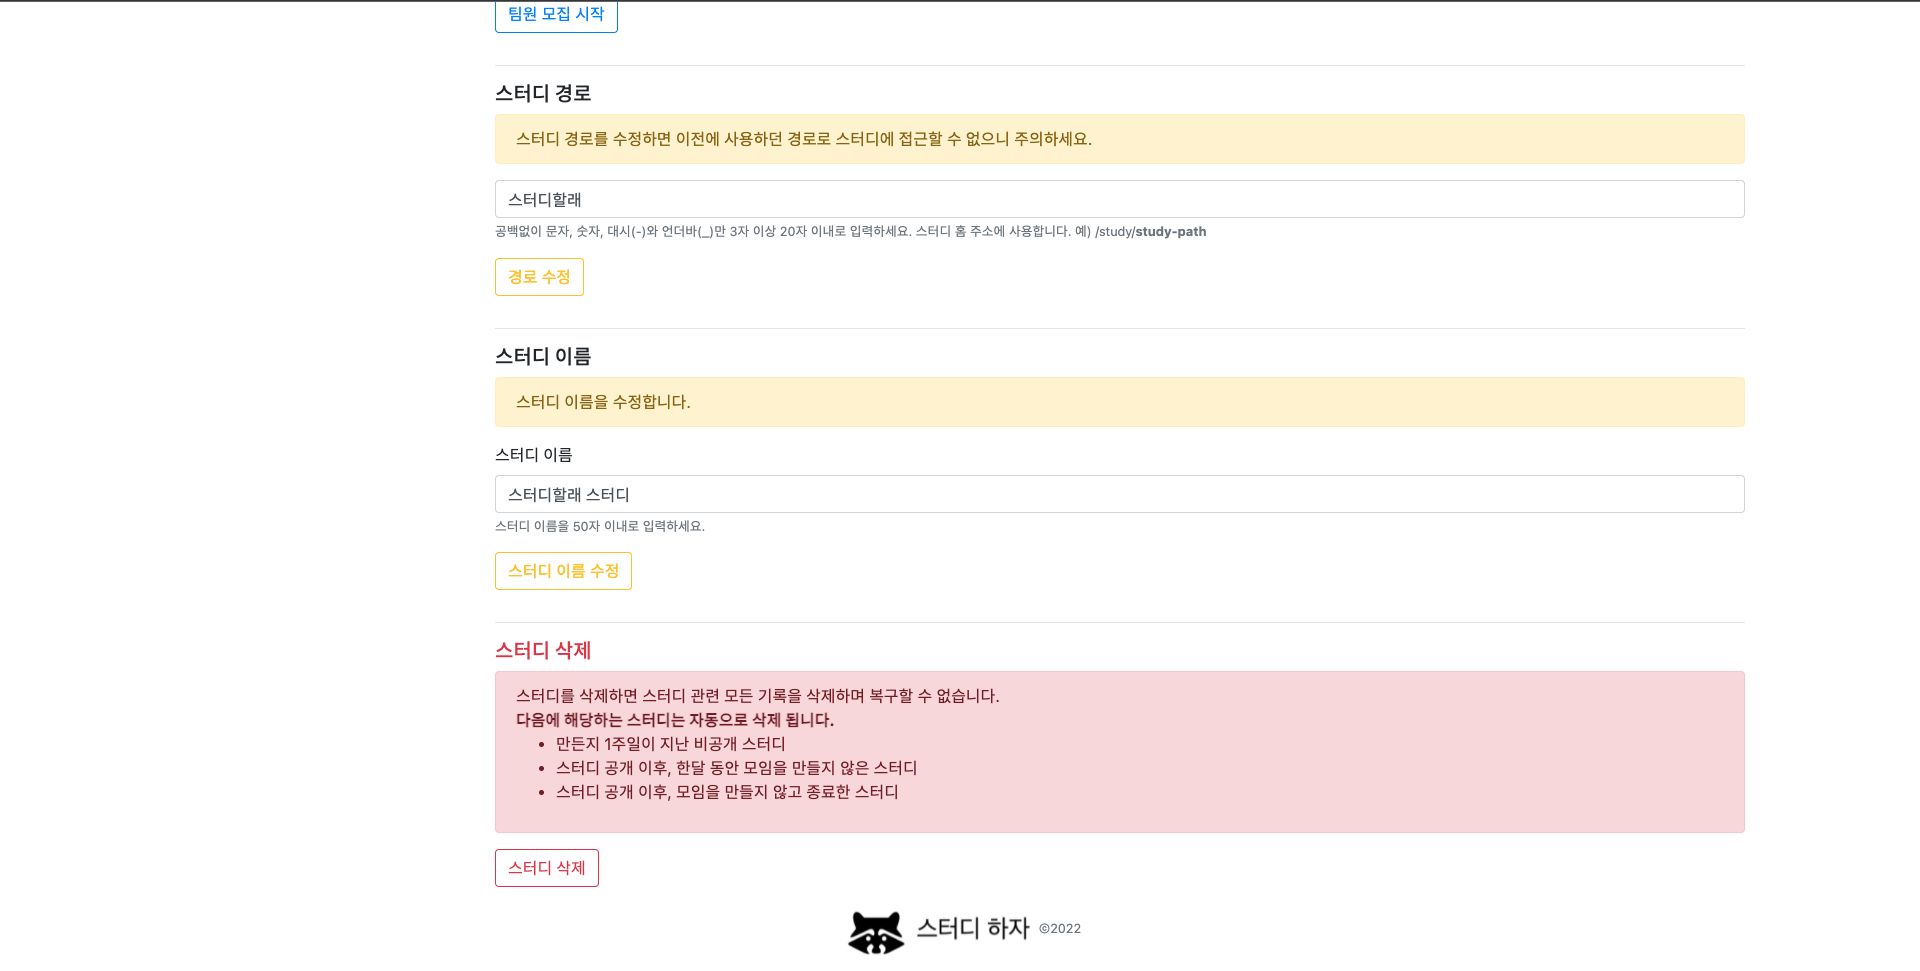 팀원 모집 시작
스터디 경로
스터디 경로를 수정하면 이전에 사용하던 경로로 스터디에 접근할 수 없으니 주의하세요.
스터디할래
공백없이 문자, 숫자, 대시(-)와 언더바(_)만 3자 이상 20자 이내로 입력하세요. 스터디 홈 주소에 사용합니다. 예) /study/study-path
경로 수정
스터디 이름
스터디 이름을 수정합니다.
스터디 이름
스터디할래 스터디
스터디 이름을 50자 이내로 입력하세요.
스터디 이름 수정
스터디 삭제
스터디를 삭제하면 스터디 관련 모든 기록을 삭제하며 복구할 수 없습니다.
다음에 해당하는 스터디는 자동으로 삭제 됩니다.
• 만든지 1주일이 지난 비공개 스터디
• 스터디 공개 이후, 한달 동안 모임을 만들지 않은 스터디
• 스터디 공개 이후, 모임을 만들지 않고 종료한 스터디
스터디 삭제
스터디 하자 ©2022